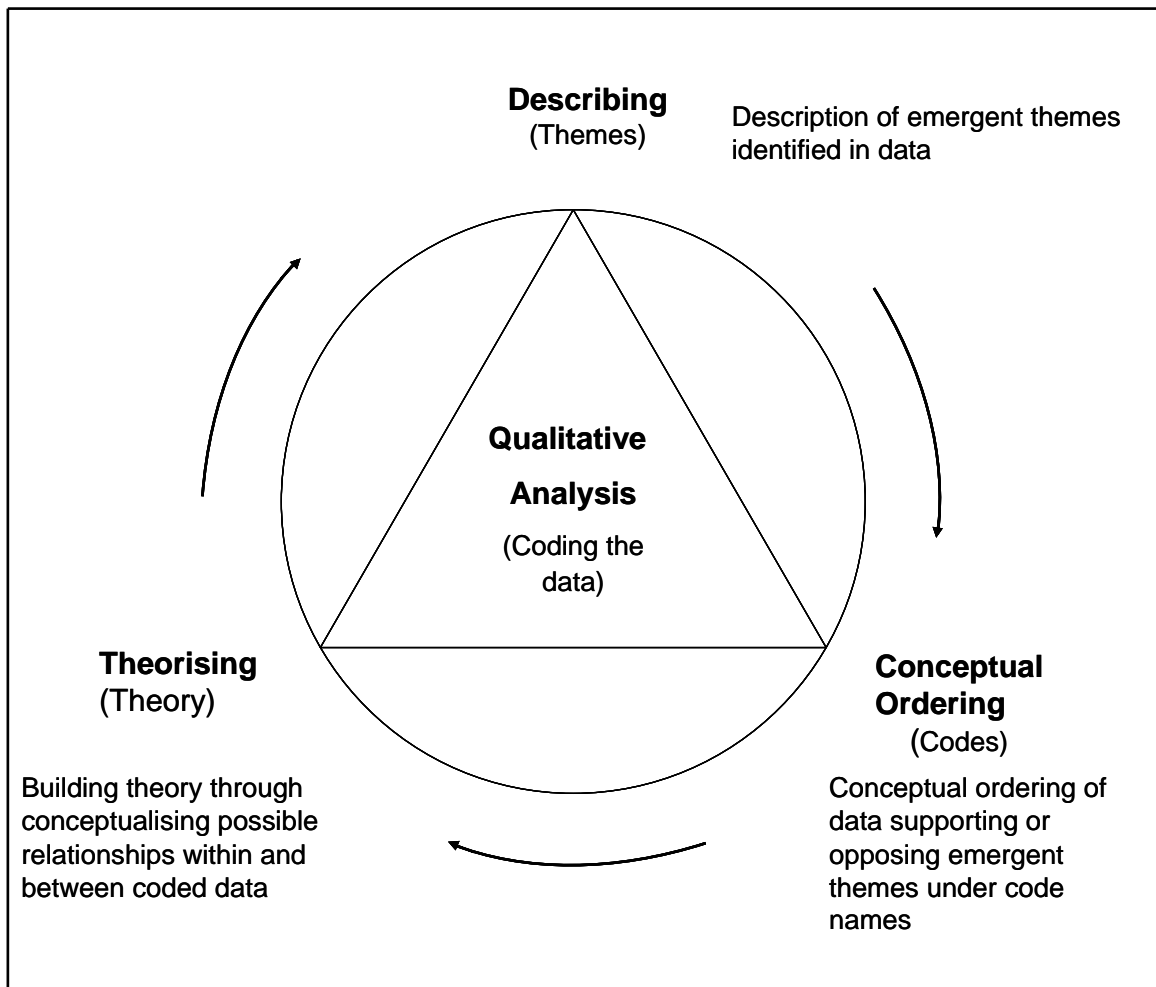 Describing
(Themes)
Description of emergent themes
identified in data
Qualitative
Analysis
(Coding the
data)
Theorising
(Theory)
Building theory through
conceptualising possible
relationships within and
between coded data
Conceptual
Ordering
(Codes)
Conceptual ordering of
data supporting or
opposing emergent
themes under code
names